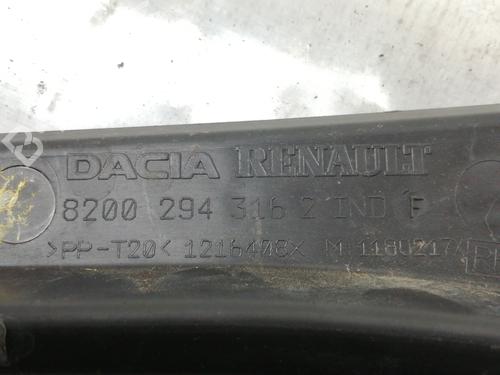 DACIA RENAULT
8200 294 316 2 IND F
>PP-T20< 1216408X M